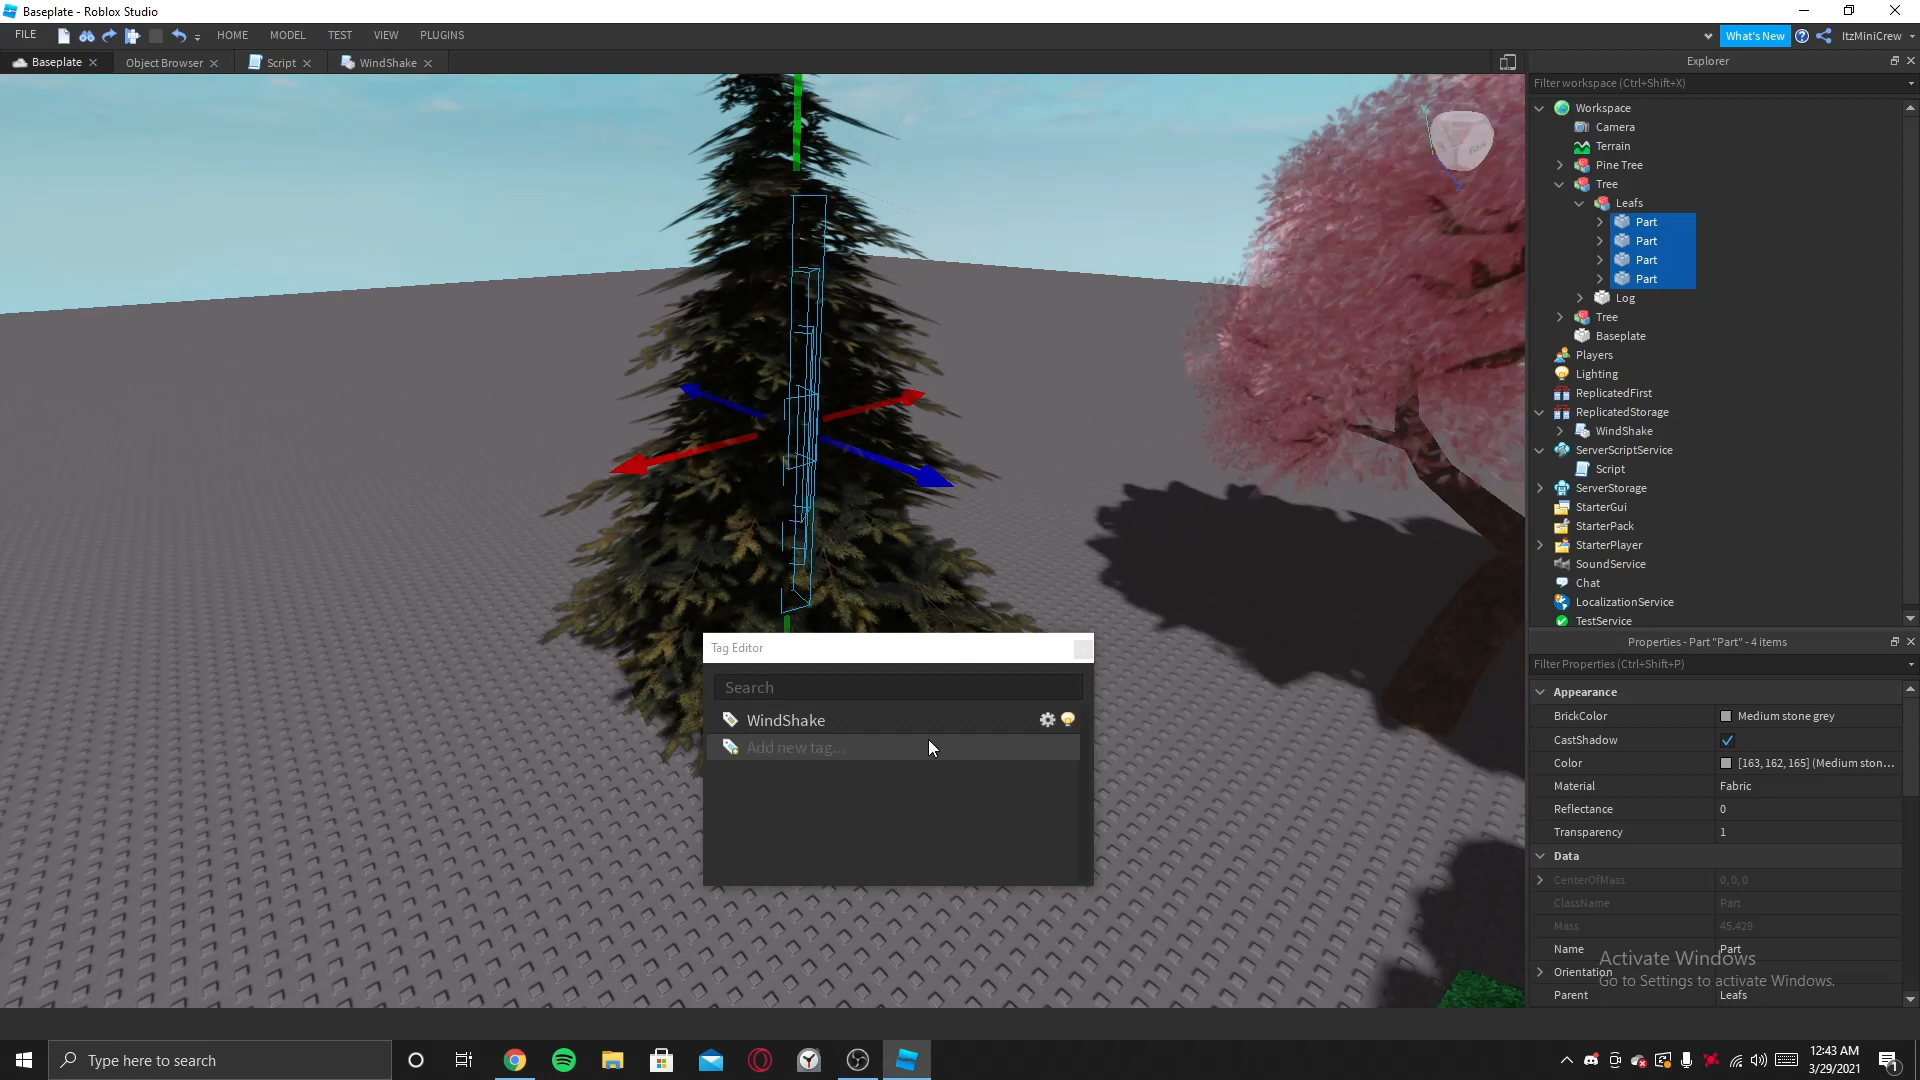 Baseplate - Roblox Studio
FILE
HOME
MODEL
TEST
VIEW
PLUGINS
What's New
ItzMiniCrew
Baseplate
Object Browser
Script
WindShake
Explorer
Filter workspace (Ctrl+Shift+X)
Workspace
Camera
Terrain
Pine Tree
Tree
Leafs
Part
Part
Part
Part
Log
Tree
Baseplate
Players
Lighting
ReplicatedFirst
ReplicatedStorage
WindShake
ServerScriptService
Script
ServerStorage
StarterGui
StarterPack
StarterPlayer
SoundService
Chat
LocalizationService
TestService
Tag Editor
Search
WindShake
Add new tag...
Properties - Part "Part" - 4 items
Filter Properties (Ctrl+Shift+P)
Appearance
BrickColor Medium stone grey
CastShadow
Color [163, 162, 165] (Medium ston...
Material Fabric
Reflectance 0
Transparency 1
Data
CenterOfMass 0, 0, 0
ClassName Part
Mass 45.429
Name Part
Orientation
Parent Leafs
Activate Windows
Go to Settings to activate Windows.
Type here to search
12:43 AM
3/29/2021
1